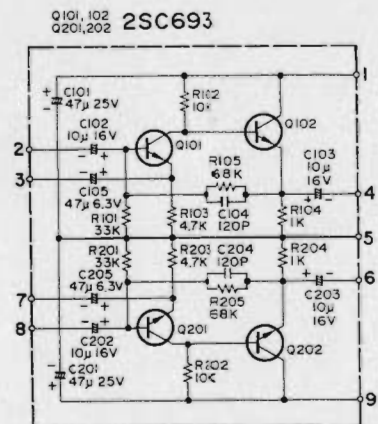 Q101, 102
Q201, 202 2SC693
1
C101
47μ 25V
R102
10K
C102
10μ 16V
Q101
Q102
2
R105
68K
C103
10μ
16V
3
4
C105
47μ 6.3V
C104
120P
R101
33K
R103
4.7K
R104
1K
5
R201
33K
R203
4.7K
C204
120P
R204
1K
C205
47μ 6.3V
6
R205
68K
7
C203
10μ
16V
8
C202
10μ 16V
Q201
Q202
C201
47μ 25V
R202
10K
9